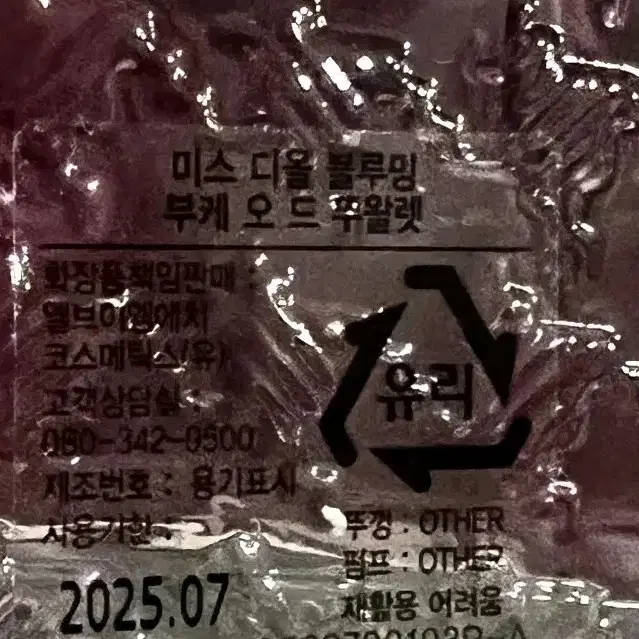 미스 디올 블루밍
부케 오 드 뚜왈렛
화장품책임판매 :
엘브이엠에치
코스메틱스(유)
고객상담실 :
080-342-9500
제조번호 : 용기표시
사용기한 :
2025.07
유리
뚜껑 : OTHER
펌프 : OTHER
재활용 어려움